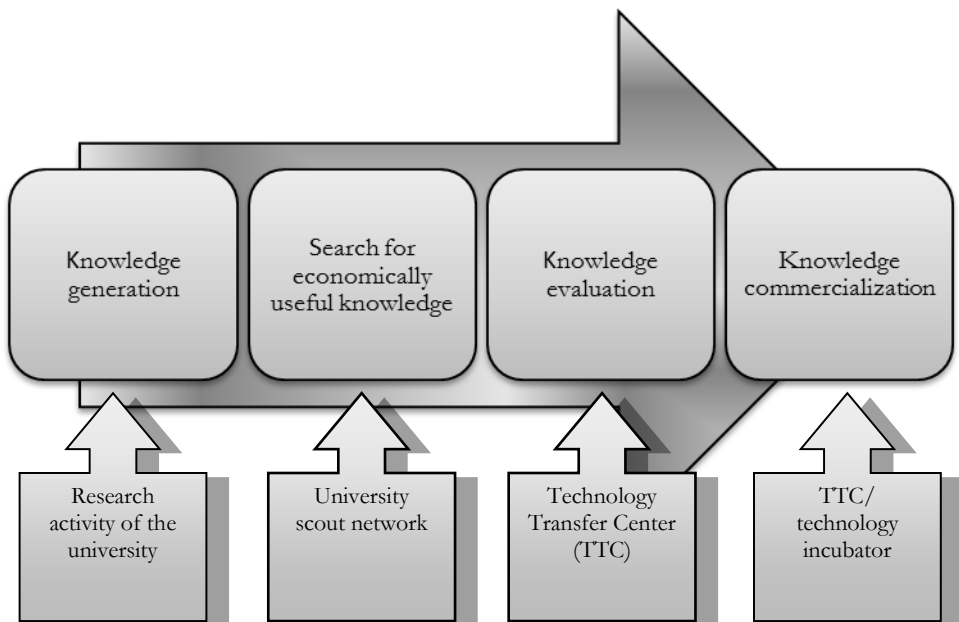 Knowledge
generation
Search for
economically
useful knowledge
Knowledge
evaluation
Knowledge
commercialization
Research
activity of the
university
University
scout network
Technology
Transfer Center
(TTC)
TTC/
technology
incubator